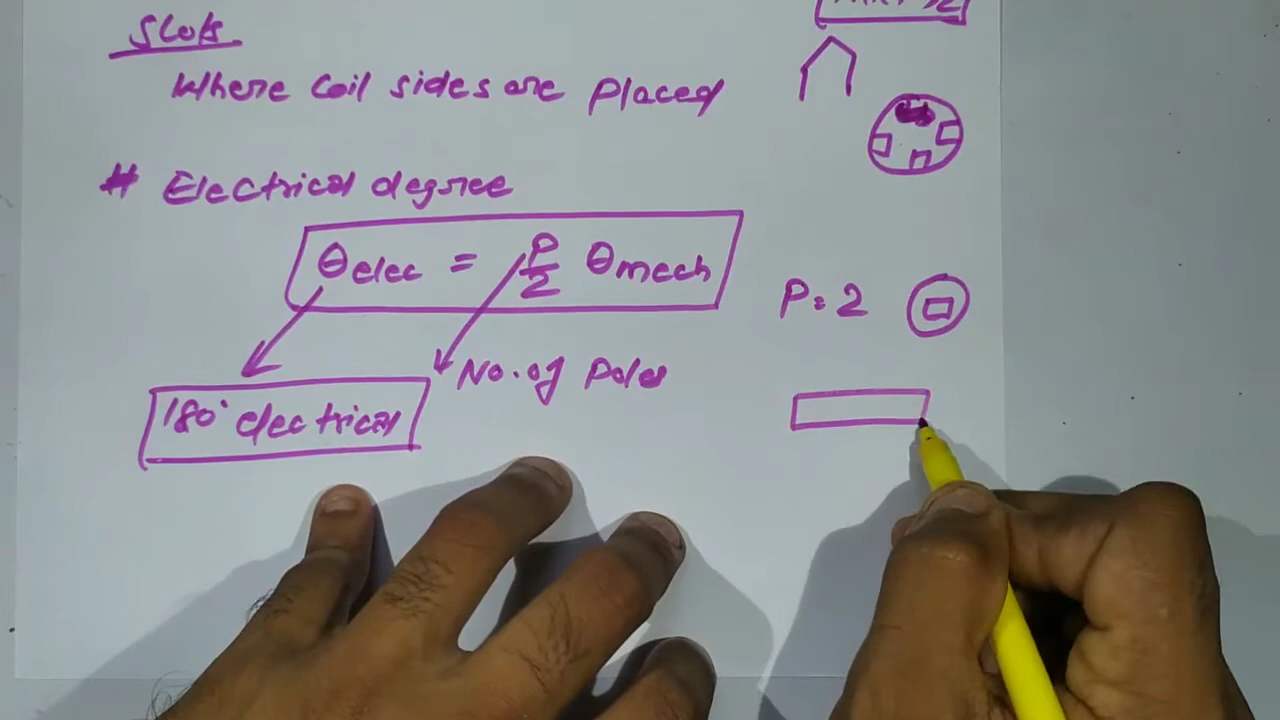 Slots
Where coil sides are placed
# Electrical degree
θelec = P/2 θmech
P = 2
No. of Poles
180° electrical